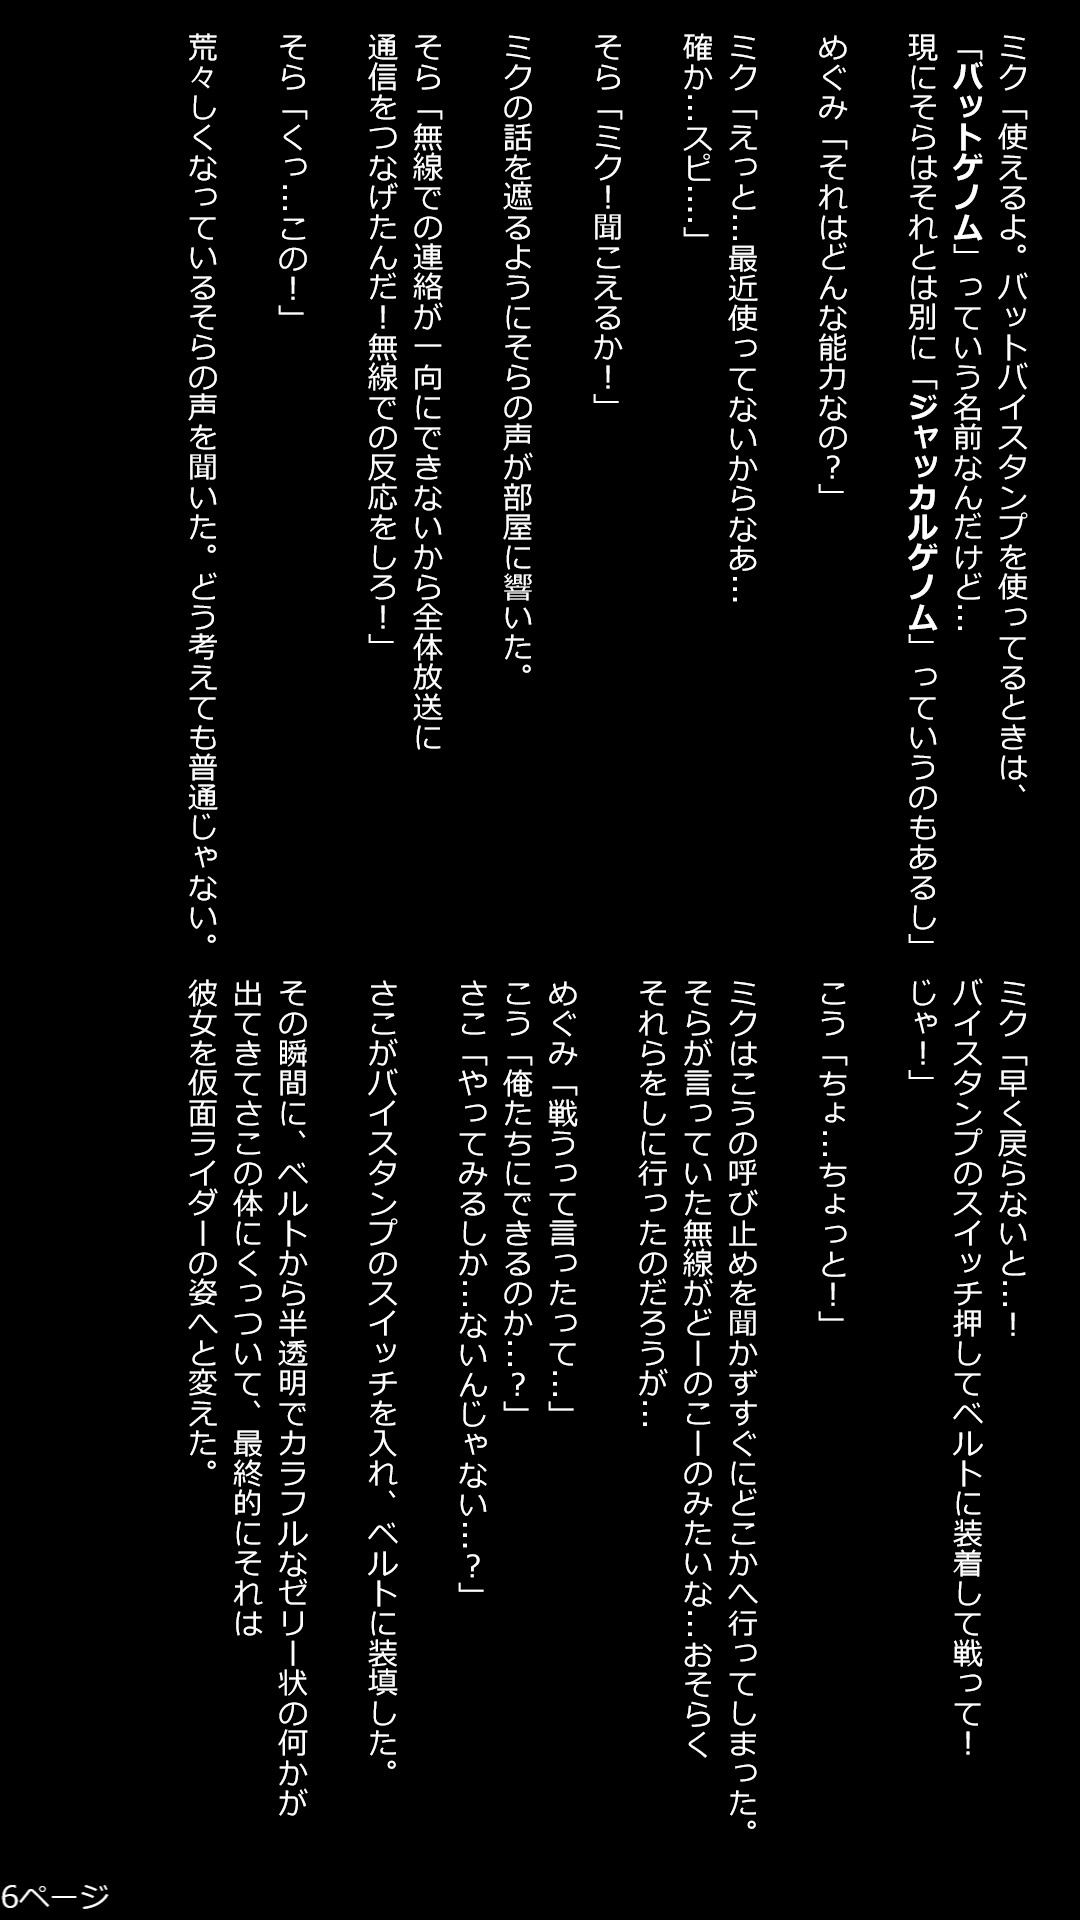 ミク「使えるよ。バットバイスタンプを使ってるときは、
「バットゲノム」っていう名前なんだけど…
現にそらはそれとは別に「ジャッカルゲノム」っていうのもあるし」
めぐみ「それはどんな能力なの？」
ミク「えっと…最近使ってないからなあ…
確か…スピ…」
そら「ミク！聞こえるか！」
ミクの話を遮るようにそらの声が部屋に響いた。
そら「無線での連絡が一向にできないから全体放送に
通信をつなげたんだ！無線での反応をしろ！」
そら「くっ…この！」
荒々しくなっているそらの声を聞いた。どう考えても普通じゃない。
ミク「早く戻らないと…！
バイスタンプのスイッチ押してベルトに装着して戦って！
じゃ！」
こう「ちょ…ちょっと！」
ミクはこうの呼び止めを聞かずすぐにどこかへ行ってしまった。
そらが言っていた無線がどーのこーのみたいな…おそらく
それらをしに行ったのだろうが…
めぐみ「戦うって言ったって…」
こう「俺たちにできるのか…？」
さこ「やってみるしか…ないんじゃない…？」
さこがバイスタンプのスイッチを入れ、ベルトに装填した。
その瞬間に、ベルトから半透明でカラフルなゼリー状の何かが
出てきてさこの体にくっついて、最終的にそれは
彼女を仮面ライダーの姿へと変えた。
6ページ